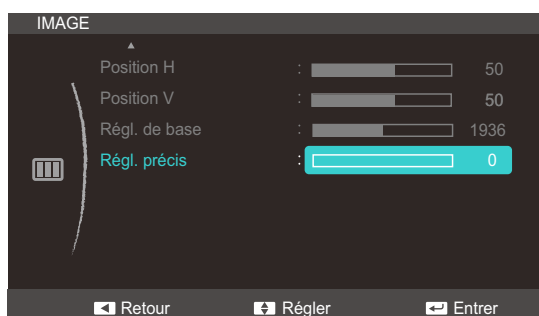 IMAGE
Position H : 50
Position V : 50
Régl. de base : 1936
Régl. précis : 0
Retour Régler Entrer